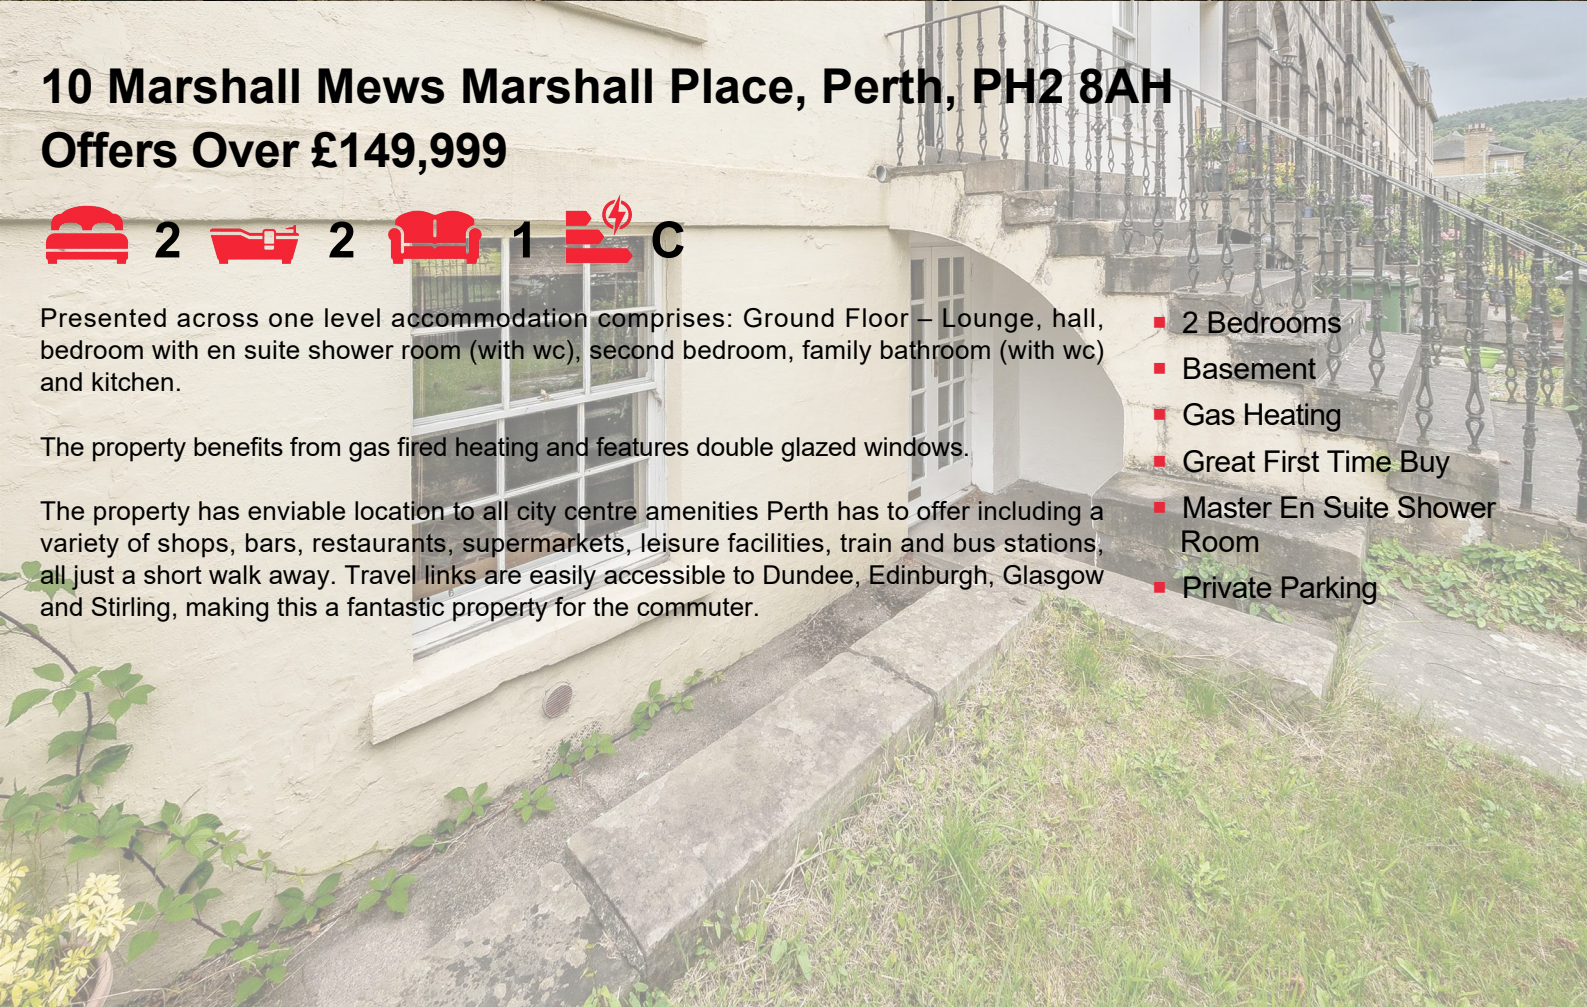 10 Marshall Mews Marshall Place, Perth, PH2 8AH
Offers Over £149,999
2 2 1 C
Presented across one level accommodation comprises: Ground Floor – Lounge, hall,
bedroom with en suite shower room (with wc), second bedroom, family bathroom (with wc)
and kitchen.
The property benefits from gas fired heating and features double glazed windows.
The property has enviable location to all city centre amenities Perth has to offer including a
variety of shops, bars, restaurants, supermarkets, leisure facilities, train and bus stations,
all just a short walk away. Travel links are easily accessible to Dundee, Edinburgh, Glasgow
and Stirling, making this a fantastic property for the commuter.
2 Bedrooms
Basement
Gas Heating
Great First Time Buy
Master En Suite Shower
Room
Private Parking